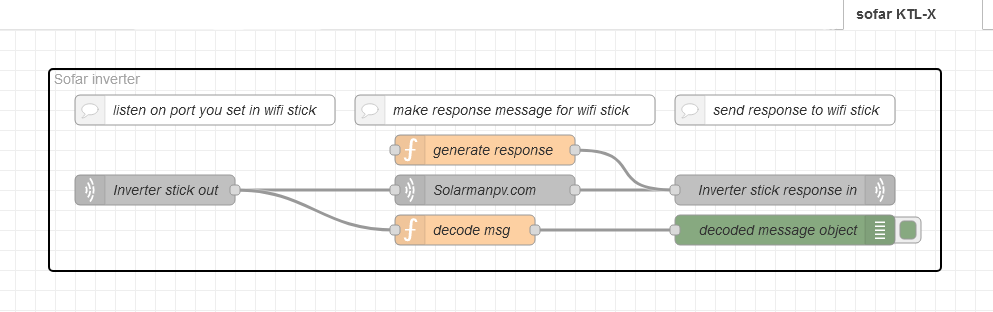 sofar KTL-X
Sofar inverter
listen on port you set in wifi stick
make response message for wifi stick
send response to wifi stick
generate response
Inverter stick out
Solarmanpv.com
Inverter stick response in
decode msg
decoded message object